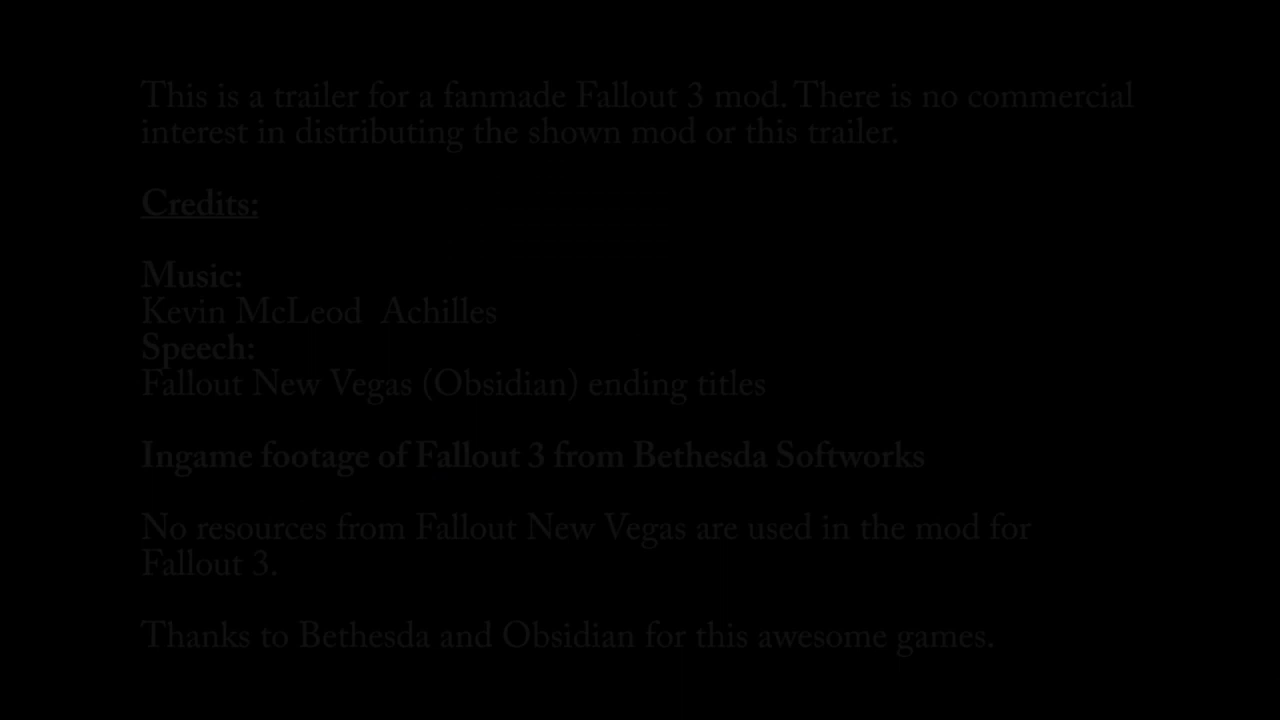 This is a trailer for a fanmade Fallout 3 mod. There is no commercial
interest in distributing the shown mod or this trailer.
Credits:
Music:
Kevin McLeod  Achilles
Speech:
Fallout New Vegas (Obsidian) ending titles
Ingame footage of Fallout 3 from Bethesda Softworks
No resources from Fallout New Vegas are used in the mod for
Fallout 3.
Thanks to Bethesda and Obsidian for this awesome games.